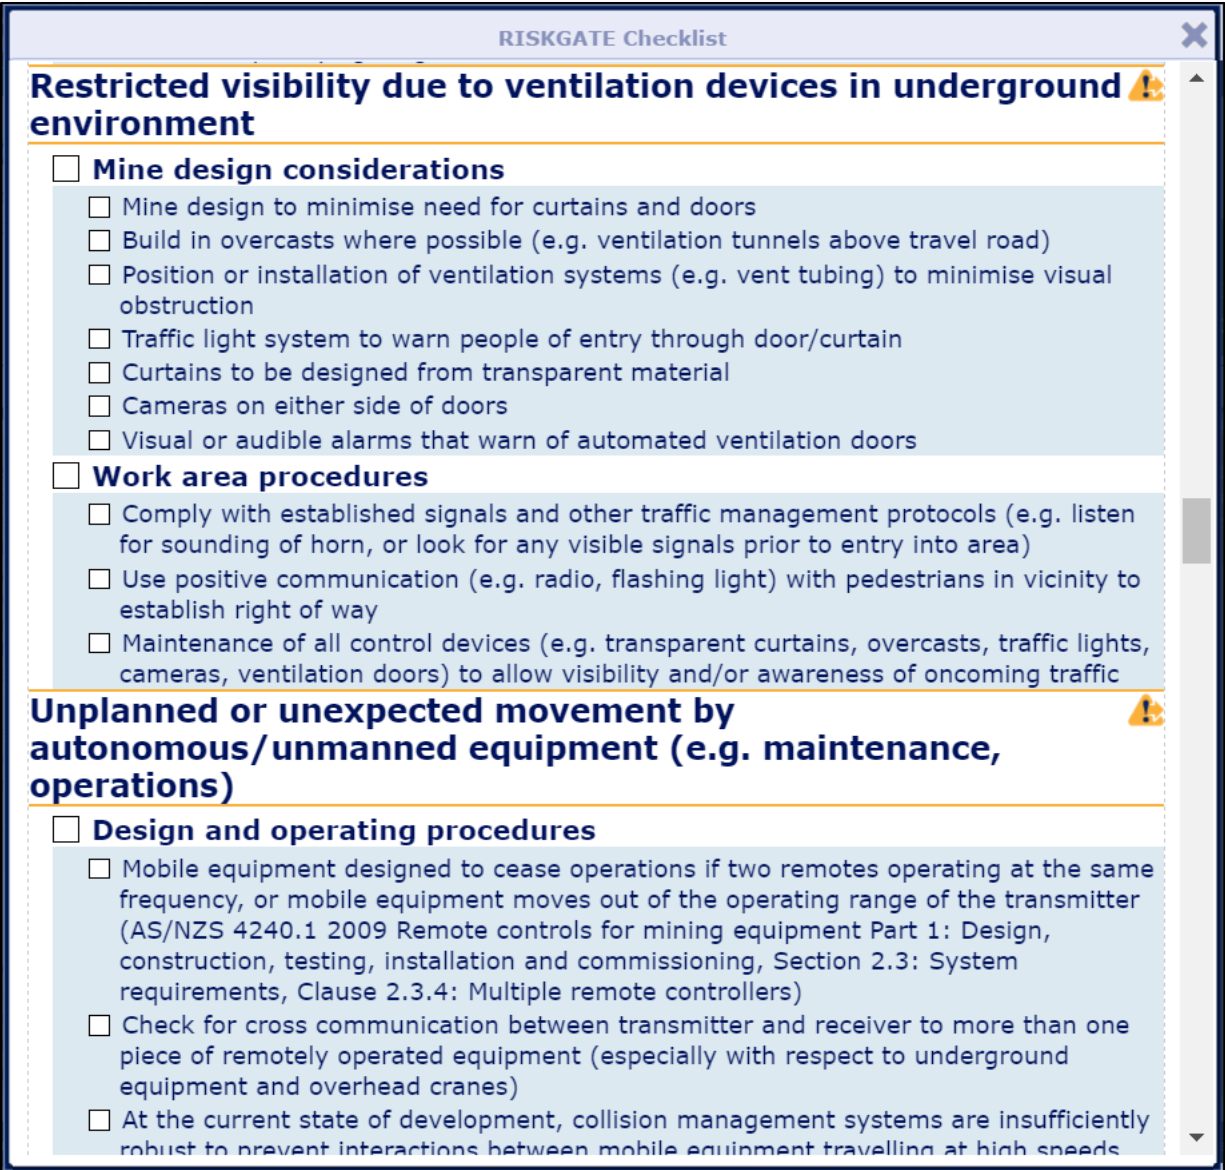 RISKGATE Checklist
Restricted visibility due to ventilation devices in underground
environment
Mine design considerations
Mine design to minimise need for curtains and doors
Build in overcasts where possible (e.g. ventilation tunnels above travel road)
Position or installation of ventilation systems (e.g. vent tubing) to minimise visual
obstruction
Traffic light system to warn people of entry through door/curtain
Curtains to be designed from transparent material
Cameras on either side of doors
Visual or audible alarms that warn of automated ventilation doors
Work area procedures
Comply with established signals and other traffic management protocols (e.g. listen
for sounding of horn, or look for any visible signals prior to entry into area)
Use positive communication (e.g. radio, flashing light) with pedestrians in vicinity to
establish right of way
Maintenance of all control devices (e.g. transparent curtains, overcasts, traffic lights,
cameras, ventilation doors) to allow visibility and/or awareness of oncoming traffic
Unplanned or unexpected movement by
autonomous/unmanned equipment (e.g. maintenance,
operations)
Design and operating procedures
Mobile equipment designed to cease operations if two remotes operating at the same
frequency, or mobile equipment moves out of the operating range of the transmitter
(AS/NZS 4240.1 2009 Remote controls for mining equipment Part 1: Design,
construction, testing, installation and commissioning, Section 2.3: System
requirements, Clause 2.3.4: Multiple remote controllers)
Check for cross communication between transmitter and receiver to more than one
piece of remotely operated equipment (especially with respect to underground
equipment and overhead cranes)
At the current state of development, collision management systems are insufficiently
robust to prevent interactions between mobile equipment travelling at high speeds